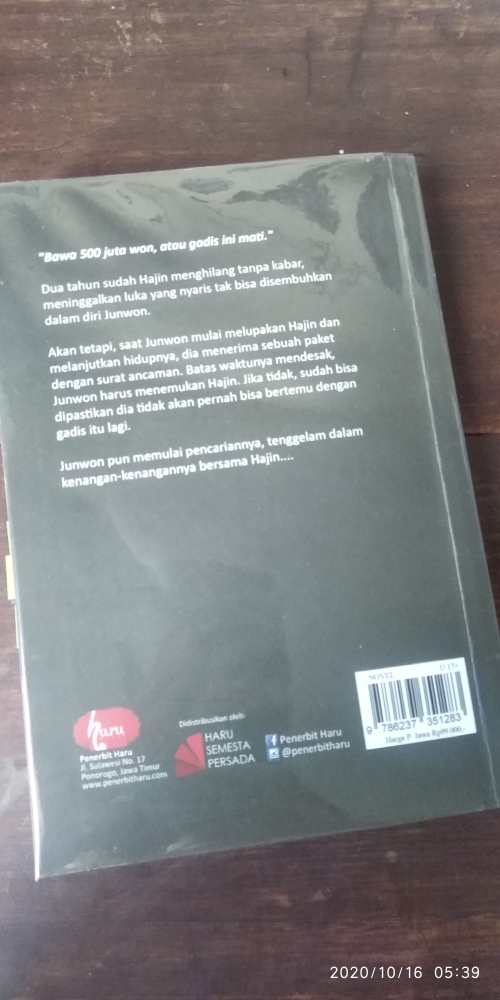 "Bawa 500 juta won, atau gadis ini mati."
Dua tahun sudah Hajin menghilang tanpa kabar,
meninggalkan luka yang nyaris tak bisa disembuhkan
dalam diri Junwon.
Akan tetapi, saat Junwon mulai melupakan Hajin dan
melanjutkan hidupnya, dia menerima sebuah paket
dengan surat ancaman. Batas waktunya mendesak,
Junwon harus menemukan Hajin. Jika tidak, sudah bisa
dipastikan dia tidak akan pernah bisa bertemu dengan
gadis itu lagi.
Junwon pun memulai pencariannya, tenggelam dalam
kenangan-kenangannya bersama Hajin....
haru
Penerbit Haru
Jl. Sulawesi No. 17
Ponorogo, Jawa Timur
www.penerbitharu.com
Didistribusikan oleh:
HARU
SEMESTA
PERSADA
Penerbit Haru
@penerbitharu
NOVEL U 17+
9 786237 351283
Harga P. Jawa Rp99.000,-
2020/10/16 05:39